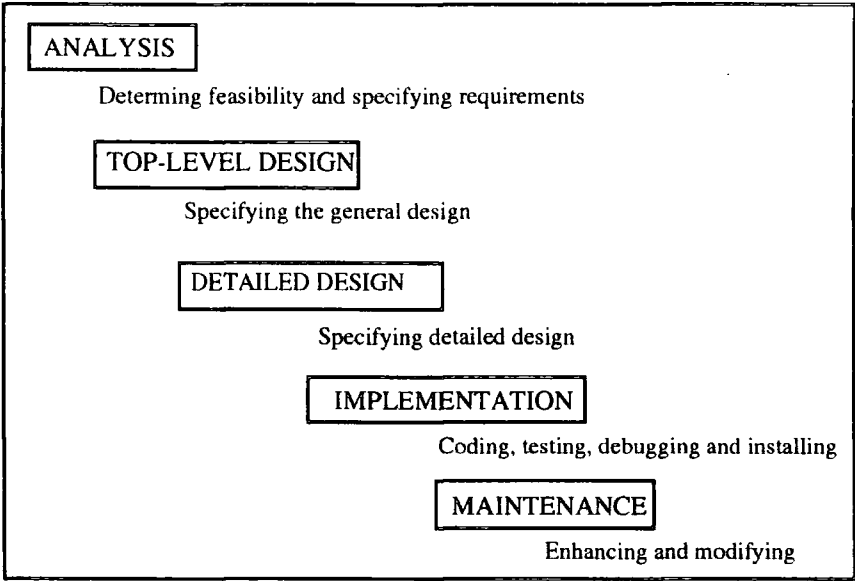 ANALYSIS
Determing feasibility and specifying requirements
TOP-LEVEL DESIGN
Specifying the general design
DETAILED DESIGN
Specifying detailed design
IMPLEMENTATION
Coding, testing, debugging and installing
MAINTENANCE
Enhancing and modifying